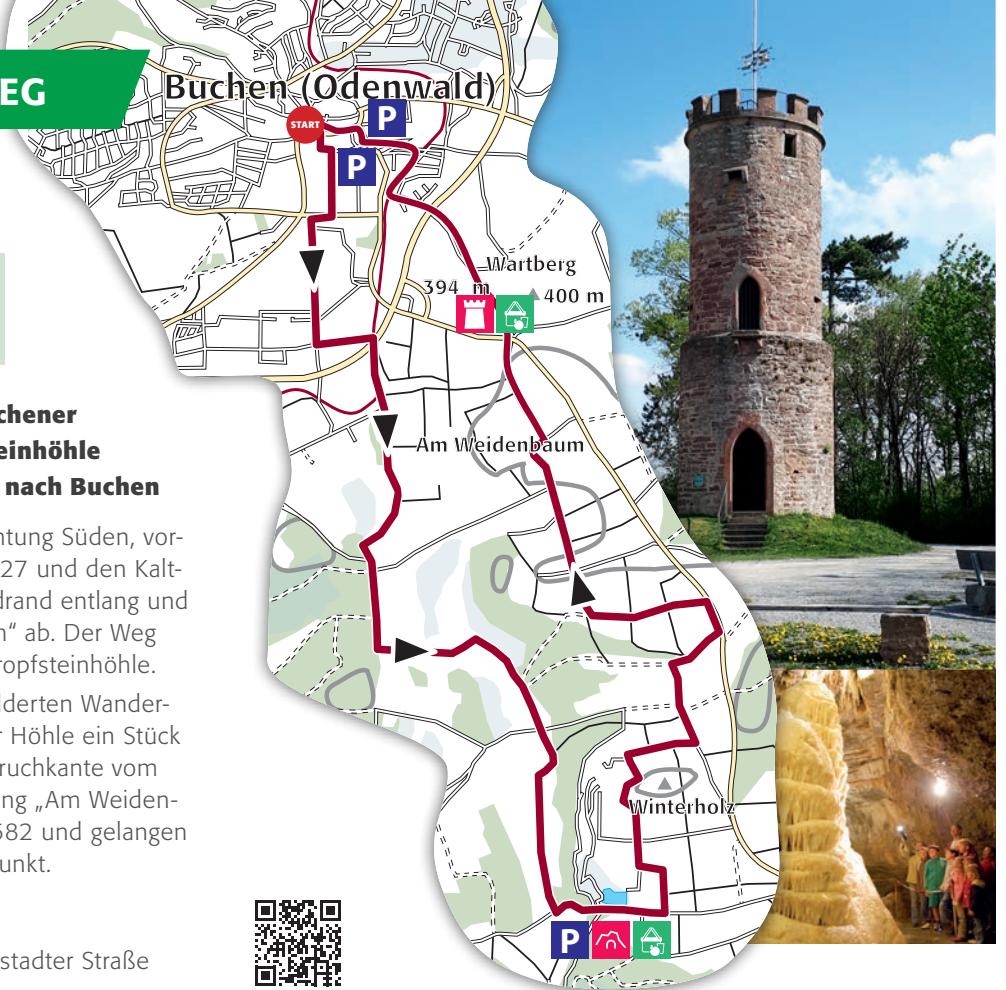 EG
Buchen (Odenwald)
START
P
P
Wartberg
394 m
400 m
Am Weidenbaum
Winterholz
P
chener
einhöhle
nach Buchen
ntung Süden, vor-
27 und den Kalt-
drand entlang und
n“ ab. Der Weg
ropfsteinhöhle.
lderten Wander-
r Höhle ein Stück
ruchkante vom
ng „Am Weiden-
582 und gelangen
unkt.
stadter Straße